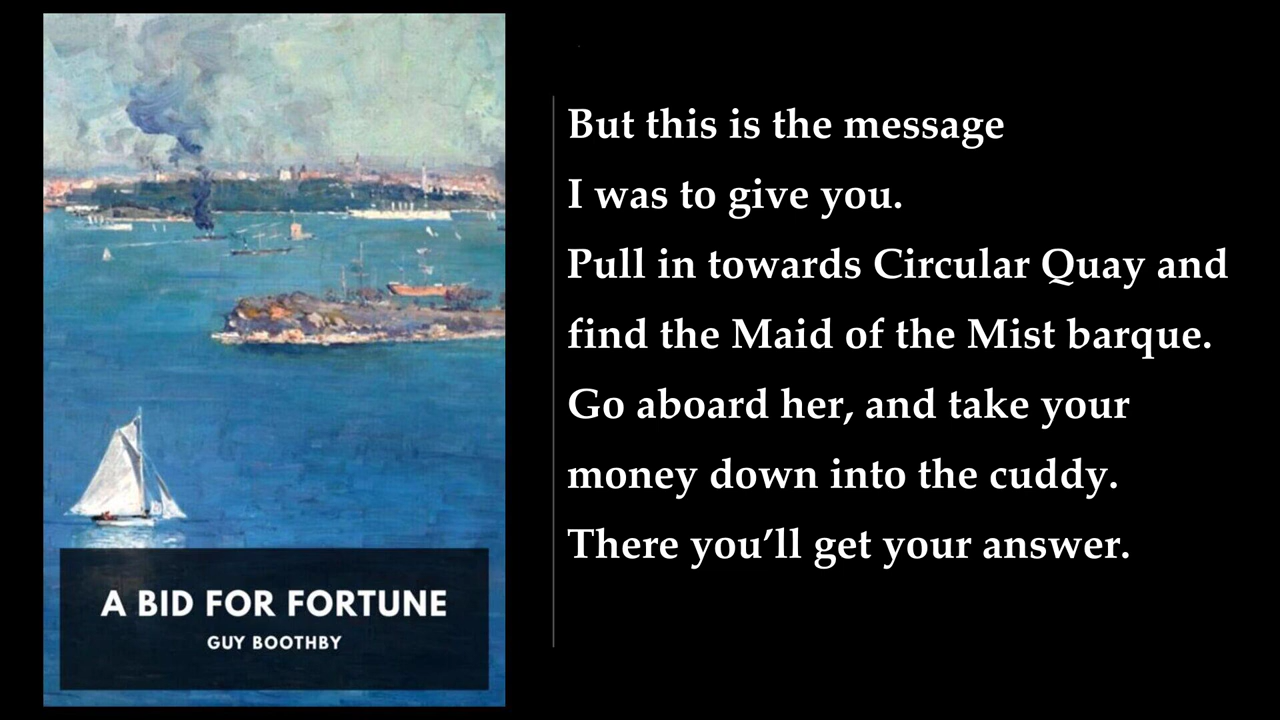 But this is the message
I was to give you.
Pull in towards Circular Quay and
find the Maid of the Mist barque.
Go aboard her, and take your
money down into the cuddy.
There you’ll get your answer.
A BID FOR FORTUNE
GUY BOOTHBY